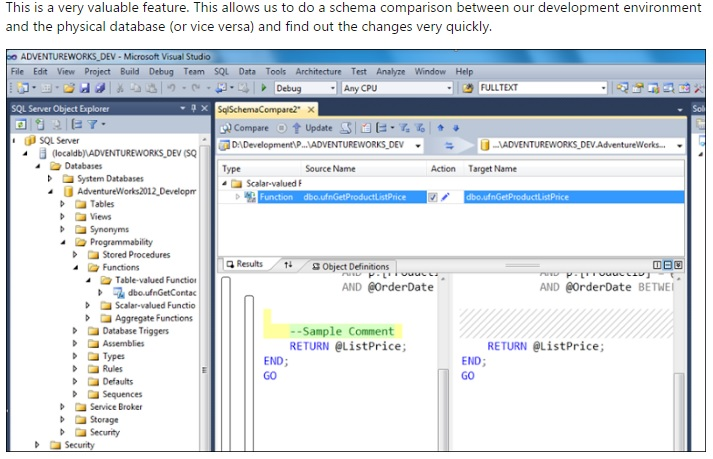 This is a very valuable feature. This allows us to do a schema comparison between our development environment
and the physical database (or vice versa) and find out the changes very quickly.
ADVENTUREWORKS_DEV - Microsoft Visual Studio
File Edit View Project Build Debug Team SQL Data Tools Architecture Test Analyze Window Help
Debug Any CPU FULLTEXT
SQL Server Object Explorer
SqlSchemaCompare2* X
Sol
Compare Update
D:\Development\P...\ADVENTUREWORKS_DEV
...\ADVENTUREWORKS_DEV.AdventureWorks...
SQL Server
(localdb)\ADVENTUREWORKS_DEV (SQ
Databases
System Databases
AdventureWorks2012_Developr
Tables
Views
Synonyms
Programmability
Stored Procedures
Functions
Table-valued Function
dbo.ufnGetContac
Scalar-valued Functio
Aggregate Functions
Database Triggers
Assemblies
Types
Rules
Defaults
Sequences
Service Broker
Storage
Security
Security
Type Source Name Action Target Name
Scalar-valued F
Function dbo.ufnGetProductListPrice dbo.ufnGetProductListPrice
Results Object Definitions
AND @OrderDate
--Sample Comment
RETURN @ListPrice;
END;
GO
AND @OrderDate BETWE
RETURN @ListPrice;
END;
GO